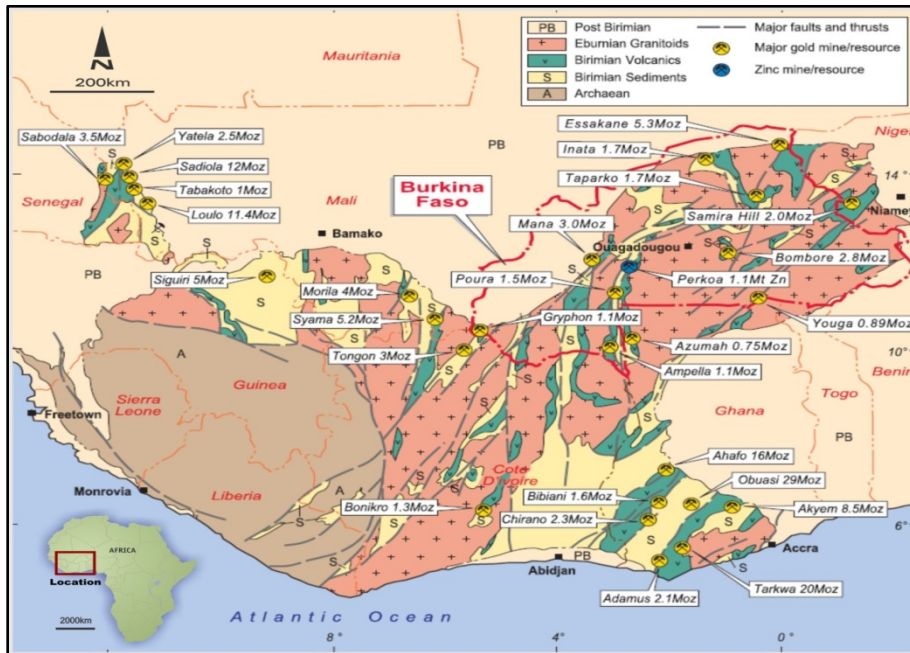 N
200km
PB Post Birimian
+ Eburnian Granitoids
v Birimian Volcanics
S Birimian Sediments
A Archaean
Major faults and thrusts
Major gold mine/resource
Zinc mine/resource
Mauritania
Essakane 5.3Moz
Sabodala 3.5Moz
Yatela 2.5Moz
Sadiola 12Moz
Tabakoto 1Moz
Loulo 11.4Moz
Inata 1.7Moz
Taparko 1.7Moz
Samira Hill 2.0Moz
Niger
Niamey
14°
PB
PB
Senegal
Mali
Burkina
Faso
Mana 3.0Moz
Ouagadougou
Bamako
Bombore 2.8Moz
Poura 1.5Moz
Perkoa 1.1Mt Zn
Siguiri 5Moz
Morila 4Moz
Syama 5.2Moz
Gryphon 1.1Moz
Youga 0.89Moz
Tongon 3Moz
Azumah 0.75Moz
Ampella 1.1Moz
10°
PB
A
Guinea
Sierra
Leone
Freetown
Ghana
Togo
Benin
PB
Monrovia
Liberia
A
Cote
D'Ivoire
Ahafo 16Moz
Obuasi 29Moz
Bibiani 1.6Moz
Akyem 8.5Moz
Bonikro 1.3Moz
Chirano 2.3Moz
6°
Accra
PB
Abidjan
Tarkwa 20Moz
Adamus 2.1Moz
AFRICA
Location
2000km
Atlantic Ocean
8 °
4 °
0 °